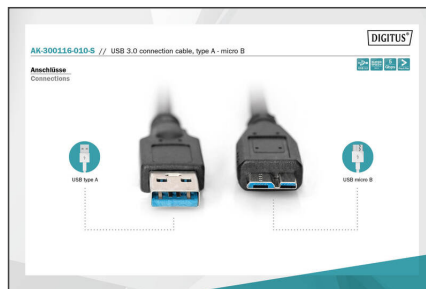 DIGITUS®
AK-300116-010-S // USB 3.0 connection cable, type A - micro B
Anschlüsse
Connections
USB type A
USB micro B